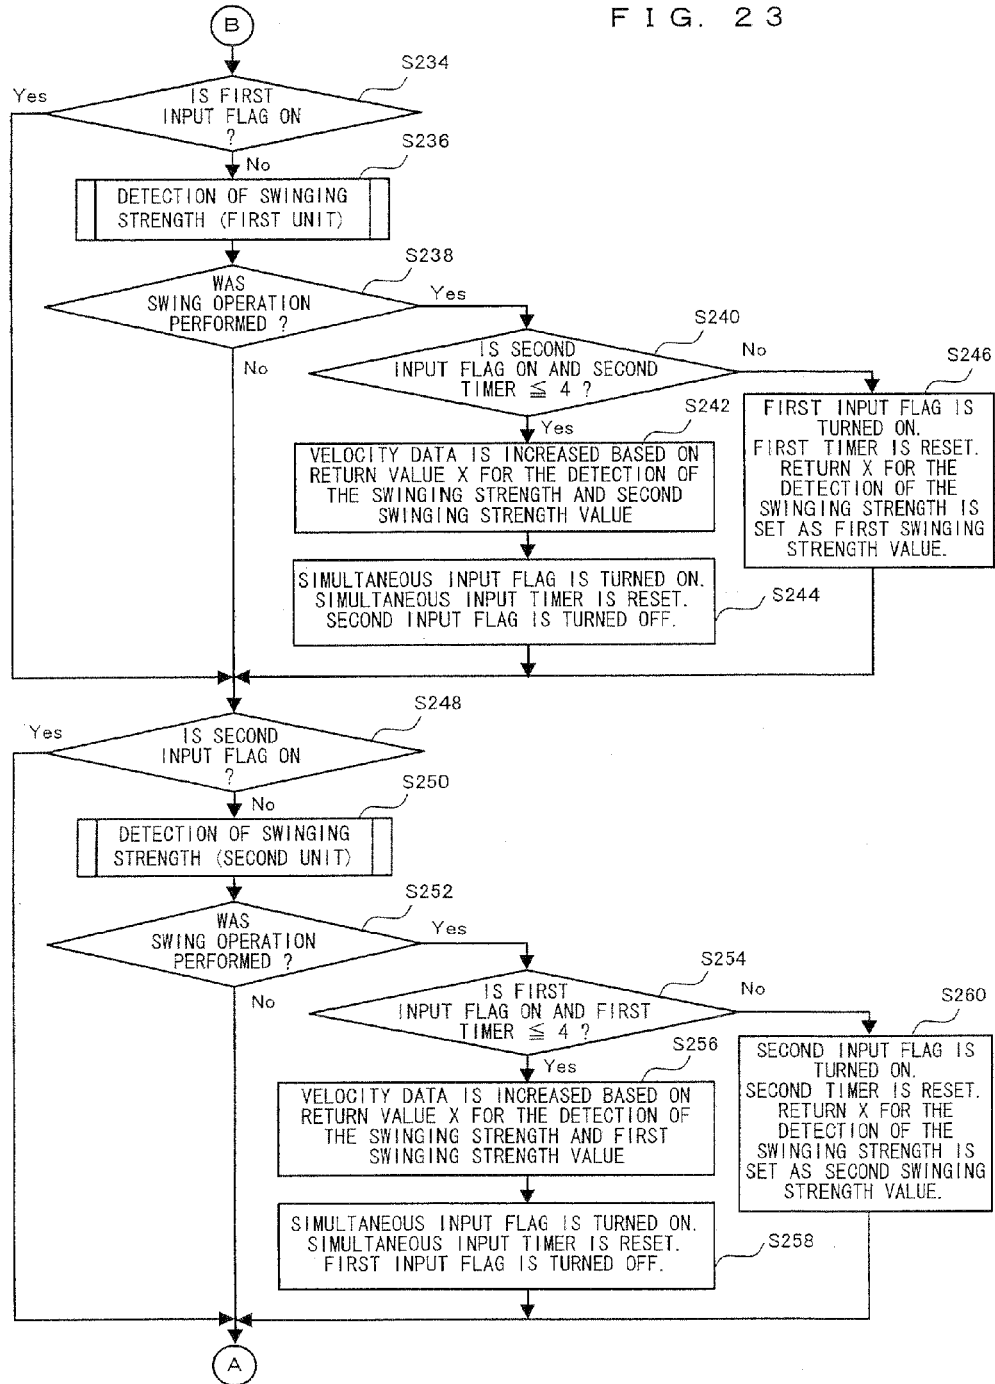 FIG. 23
B
S234
Yes
IS FIRST
INPUT FLAG ON
?
No
S236
DETECTION OF SWINGING
STRENGTH (FIRST UNIT)
S238
WAS
SWING OPERATION
PERFORMED ?
Yes
No
S240
IS SECOND
INPUT FLAG ON AND SECOND
TIMER ≦ 4 ?
No
Yes
S242
VELOCITY DATA IS INCREASED BASED ON
RETURN VALUE X FOR THE DETECTION OF
THE SWINGING STRENGTH AND SECOND
SWINGING STRENGTH VALUE
S246
FIRST INPUT FLAG IS
TURNED ON.
FIRST TIMER IS RESET.
RETURN X FOR THE
DETECTION OF THE
SWINGING STRENGTH IS
SET AS FIRST SWINGING
STRENGTH VALUE.
SIMULTANEOUS INPUT FLAG IS TURNED ON.
SIMULTANEOUS INPUT TIMER IS RESET.
SECOND INPUT FLAG IS TURNED OFF.
S244
S248
Yes
IS SECOND
INPUT FLAG ON
?
No
S250
DETECTION OF SWINGING
STRENGTH (SECOND UNIT)
S252
WAS
SWING OPERATION
PERFORMED ?
Yes
No
S254
IS FIRST
INPUT FLAG ON AND FIRST
TIMER ≦ 4 ?
No
Yes
S256
VELOCITY DATA IS INCREASED BASED ON
RETURN VALUE X FOR THE DETECTION OF
THE SWINGING STRENGTH AND FIRST
SWINGING STRENGTH VALUE
S260
SECOND INPUT FLAG IS
TURNED ON.
SECOND TIMER IS RESET.
RETURN X FOR THE
DETECTION OF THE
SWINGING STRENGTH IS
SET AS SECOND SWINGING
STRENGTH VALUE.
SIMULTANEOUS INPUT FLAG IS TURNED ON.
SIMULTANEOUS INPUT TIMER IS RESET.
FIRST INPUT FLAG IS TURNED OFF.
S258
A